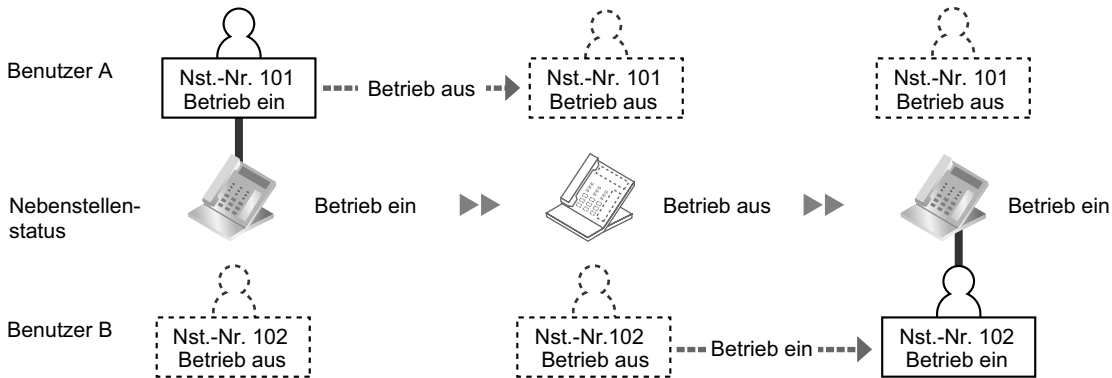 Benutzer A
Nst.-Nr. 101
Betrieb ein
Betrieb aus
Nst.-Nr. 101
Betrieb aus
Nst.-Nr. 101
Betrieb aus
Nebenstellen-
status
Betrieb ein
Betrieb aus
Betrieb ein
Benutzer B
Nst.-Nr. 102
Betrieb aus
Nst.-Nr.102
Betrieb aus
Betrieb ein
Nst.-Nr. 102
Betrieb ein